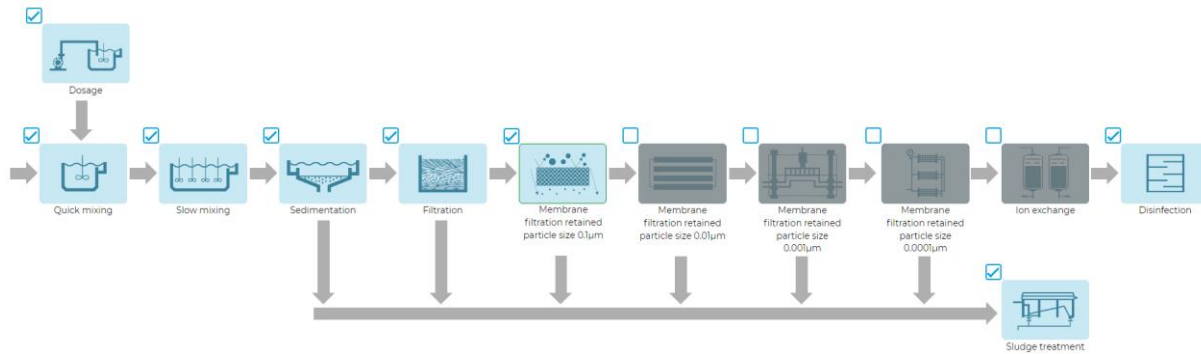 Dosage
Quick mixing
Slow mixing
Sedimentation
Filtration
Membrane
filtration retained
particle size 0.1μm
Membrane
filtration retained
particle size 0.01μm
Membrane
filtration retained
particle size
0.001μm
Membrane
filtration retained
particle size
0.0001μm
Ion exchange
Disinfection
Sludge treatment